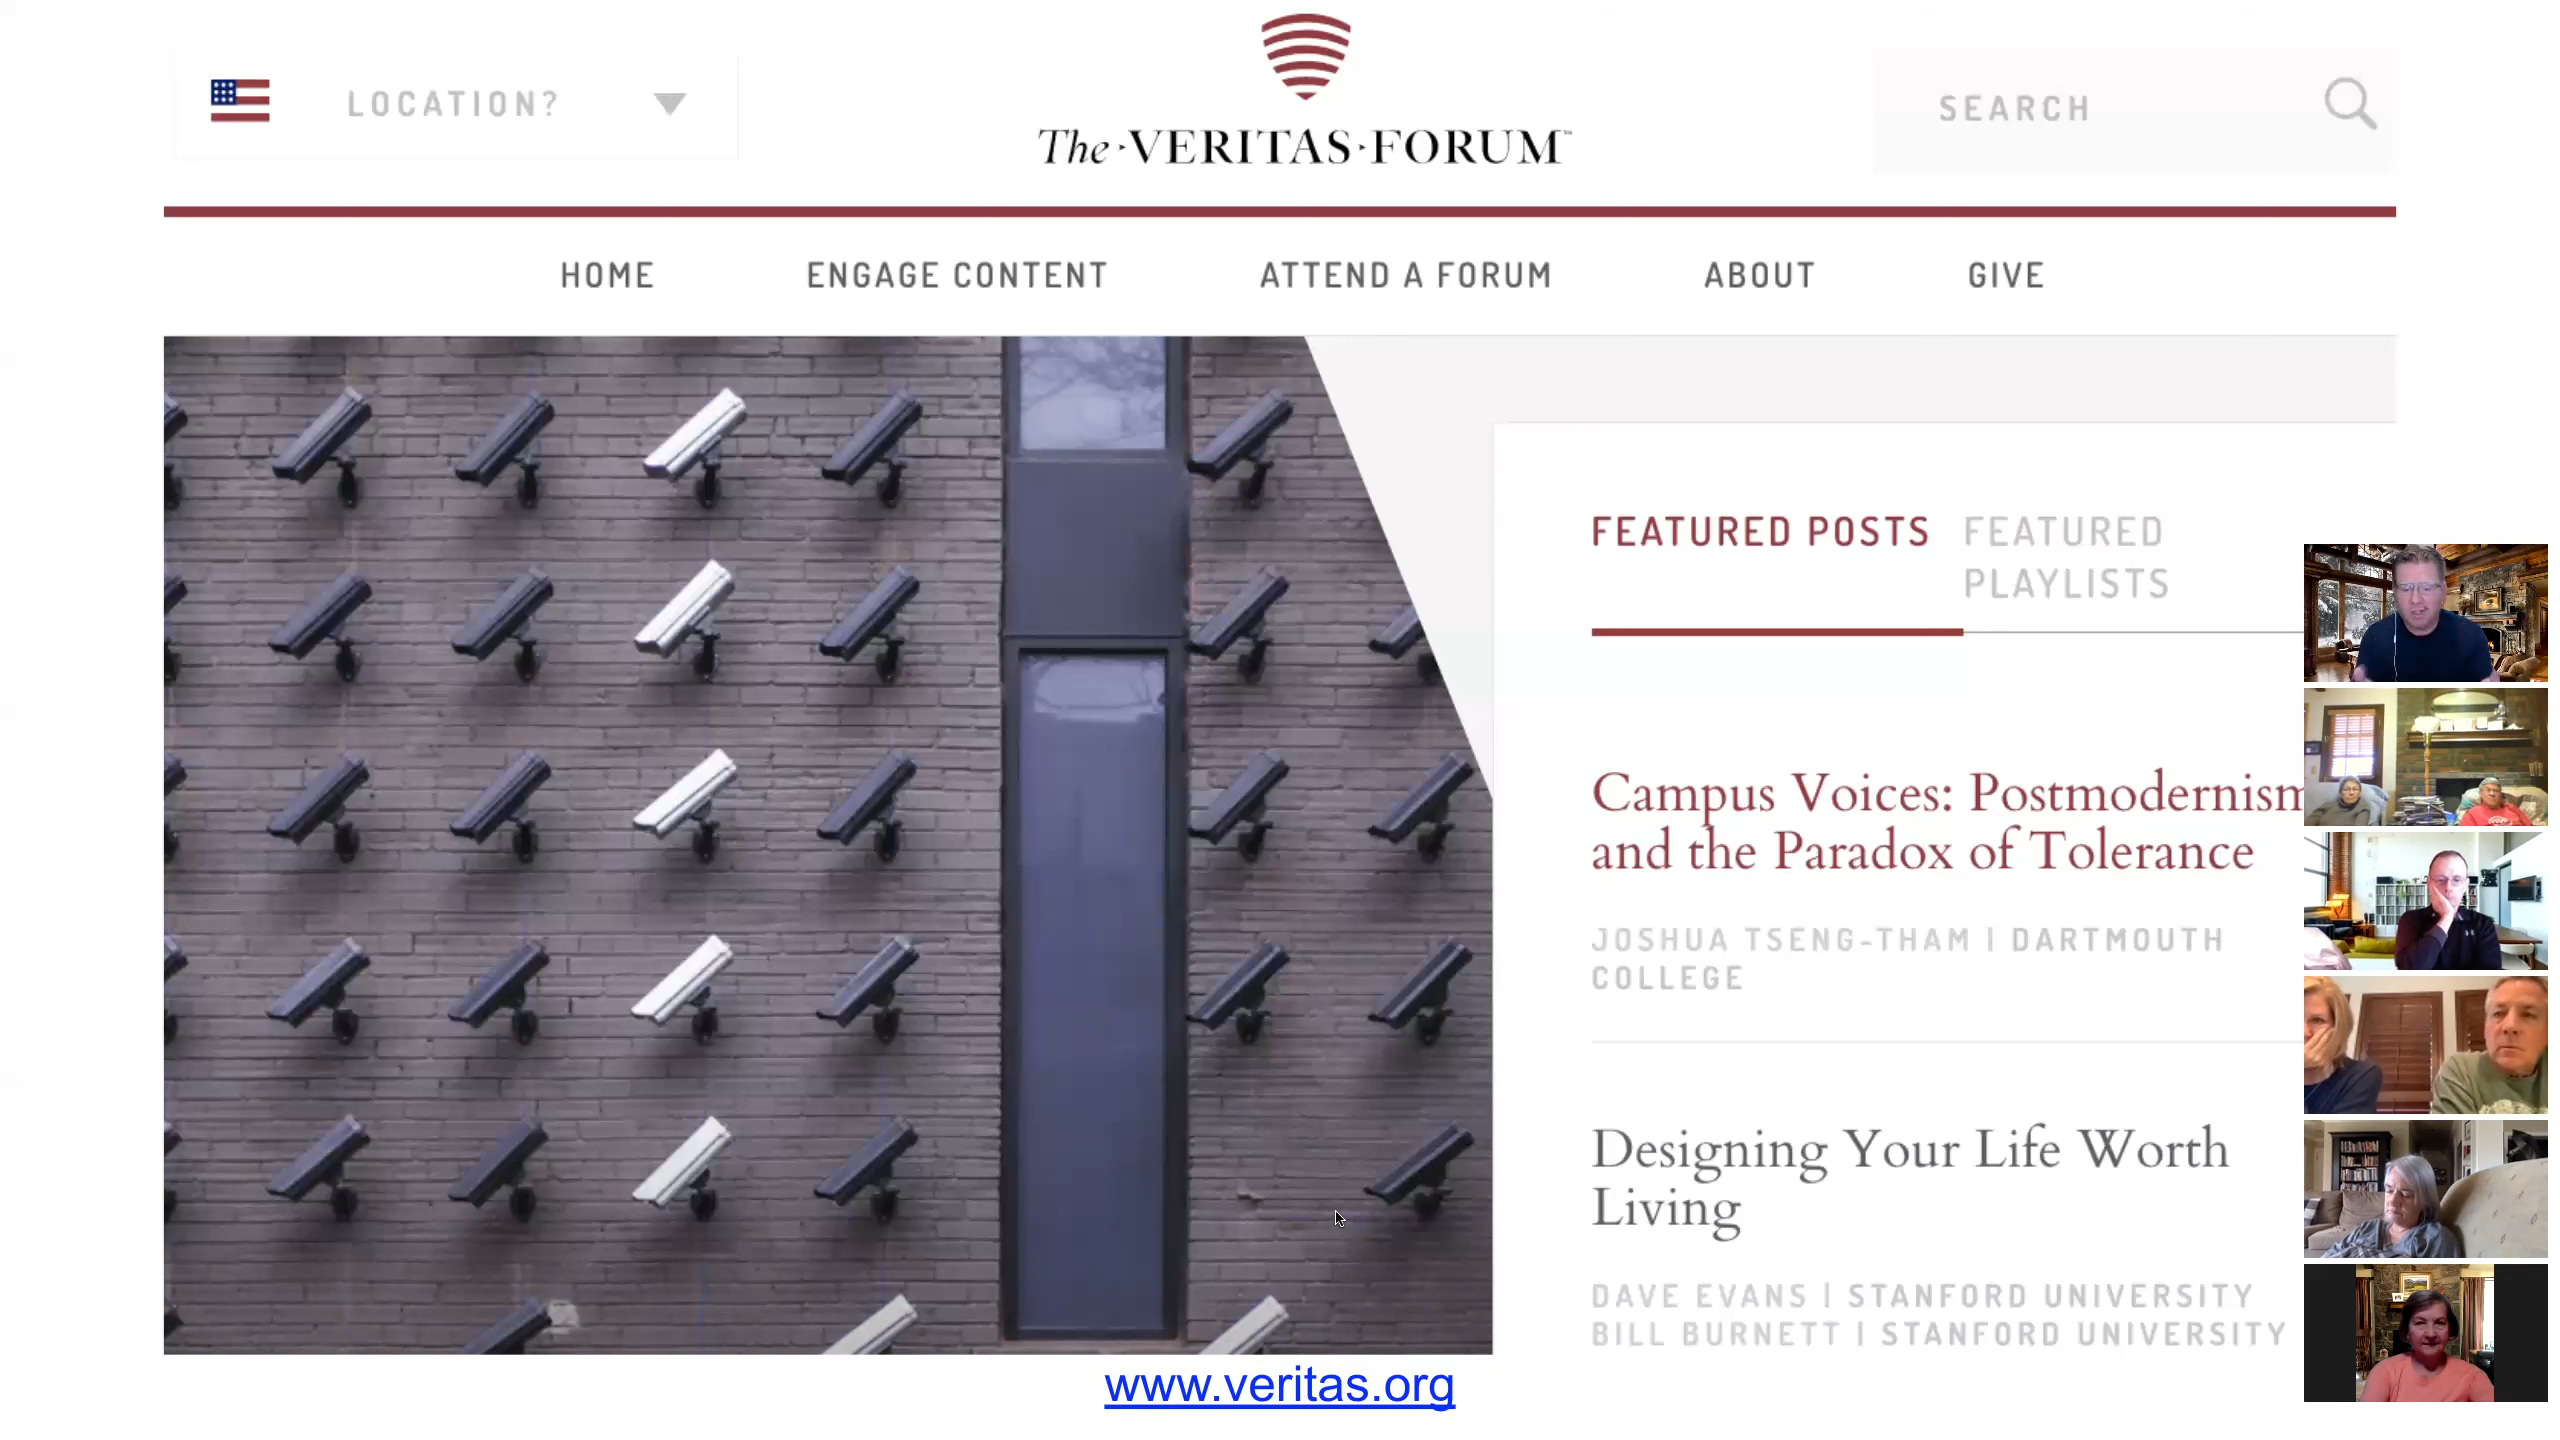 LOCATION?
The VERITAS FORUM™
SEARCH
HOME ENGAGE CONTENT ATTEND A FORUM ABOUT GIVE
FEATURED POSTS
FEATURED
PLAYLISTS
Campus Voices: Postmodernism
and the Paradox of Tolerance
JOSHUA TSENG-THAM | DARTMOUTH
COLLEGE
Designing Your Life Worth
Living
DAVE EVANS | STANFORD UNIVERSITY
BILL BURNETT | STANFORD UNIVERSITY
www.veritas.org